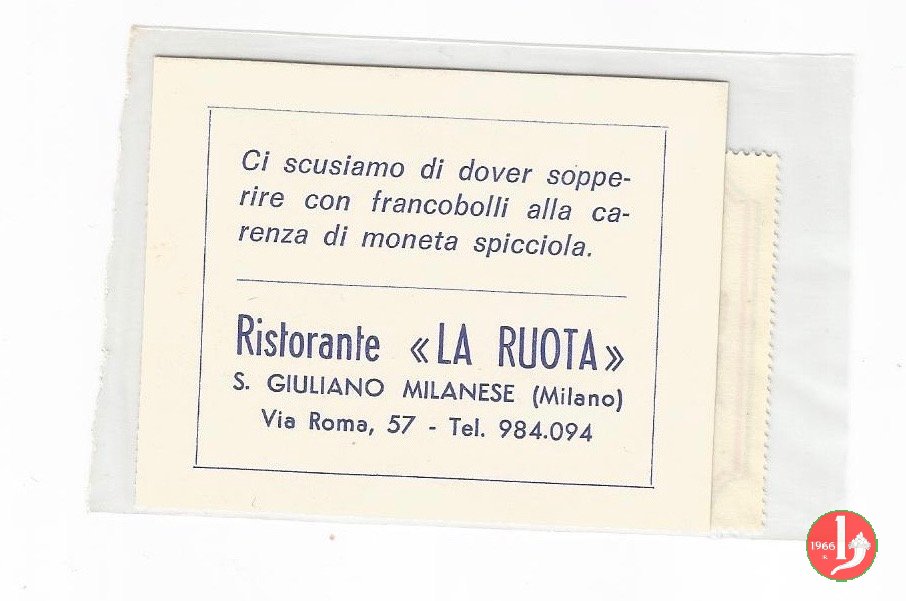 Ci scusiamo di dover soppe-
rire con francobolli alla ca-
renza di moneta spicciola.
Ristorante «LA RUOTA»
S. GIULIANO MILANESE (Milano)
Via Roma, 57 - Tel. 984.094
1966